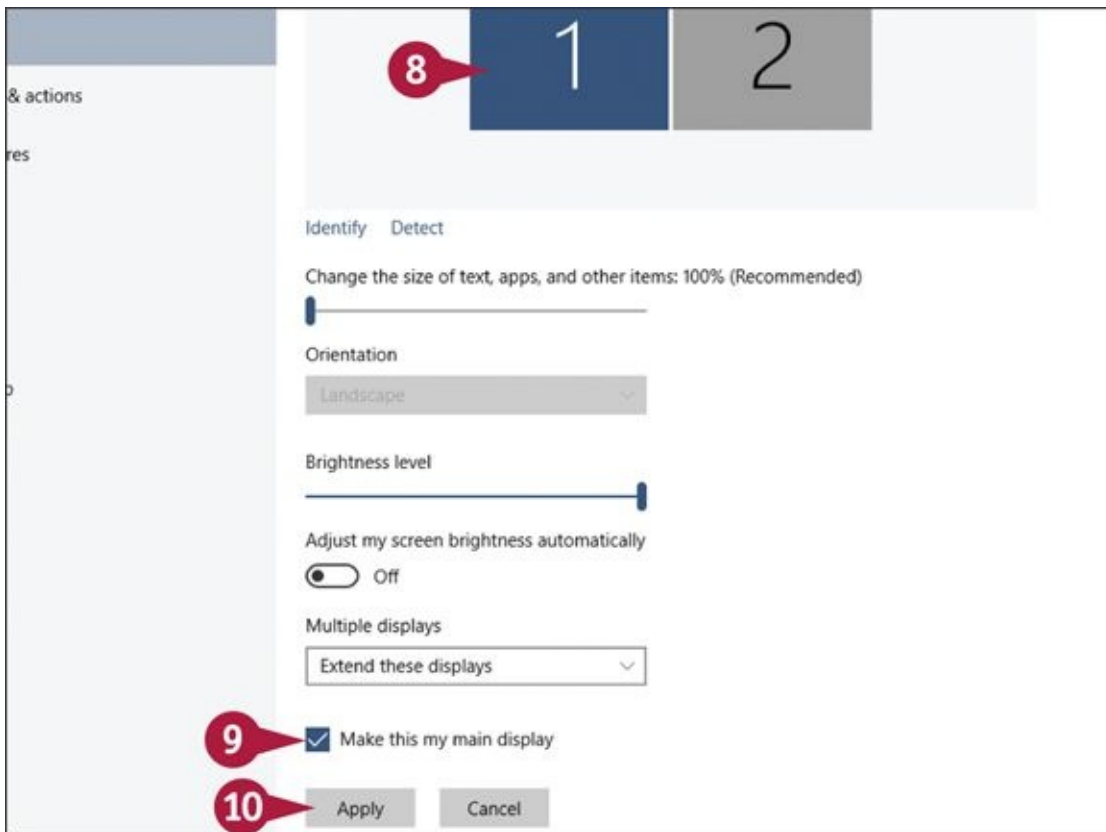 8
1
2
& actions
res
Identify Detect
Change the size of text, apps, and other items: 100% (Recommended)
Orientation
Landscape
Brightness level
Adjust my screen brightness automatically
Off
Multiple displays
Extend these displays
9
Make this my main display
10
Apply Cancel